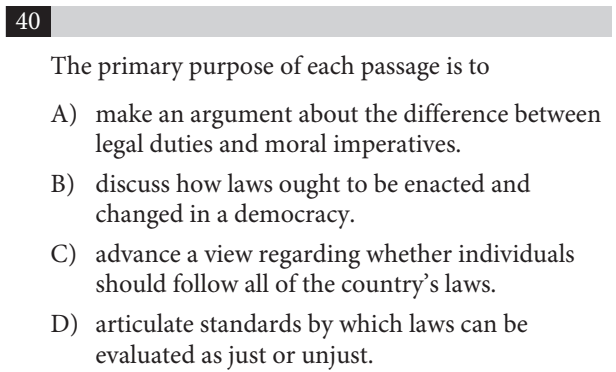 40
The primary purpose of each passage is to
A) make an argument about the difference between
legal duties and moral imperatives.
B) discuss how laws ought to be enacted and
changed in a democracy.
C) advance a view regarding whether individuals
should follow all of the country’s laws.
D) articulate standards by which laws can be
evaluated as just or unjust.